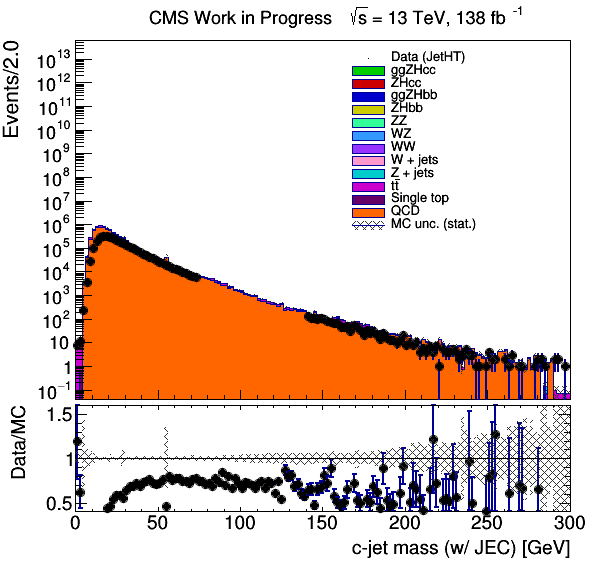 CMS Work in Progress √s = 13 TeV, 138 fb⁻¹
Events/2.0
10¹³
10¹²
10¹¹
10¹⁰
10⁹
10⁸
10⁷
10⁶
10⁵
10⁴
10³
10²
10
1
10⁻¹
Data (JetHT)
ggZHcc
ZHcc
ggZHbb
ZHbb
ZZ
WZ
WW
W + jets
Z + jets
tt̄
Single top
QCD
MC unc. (stat.)
Data/MC
1.5
1
0.5
0 50 100 150 200 250 300
c-jet mass (w/ JEC) [GeV]